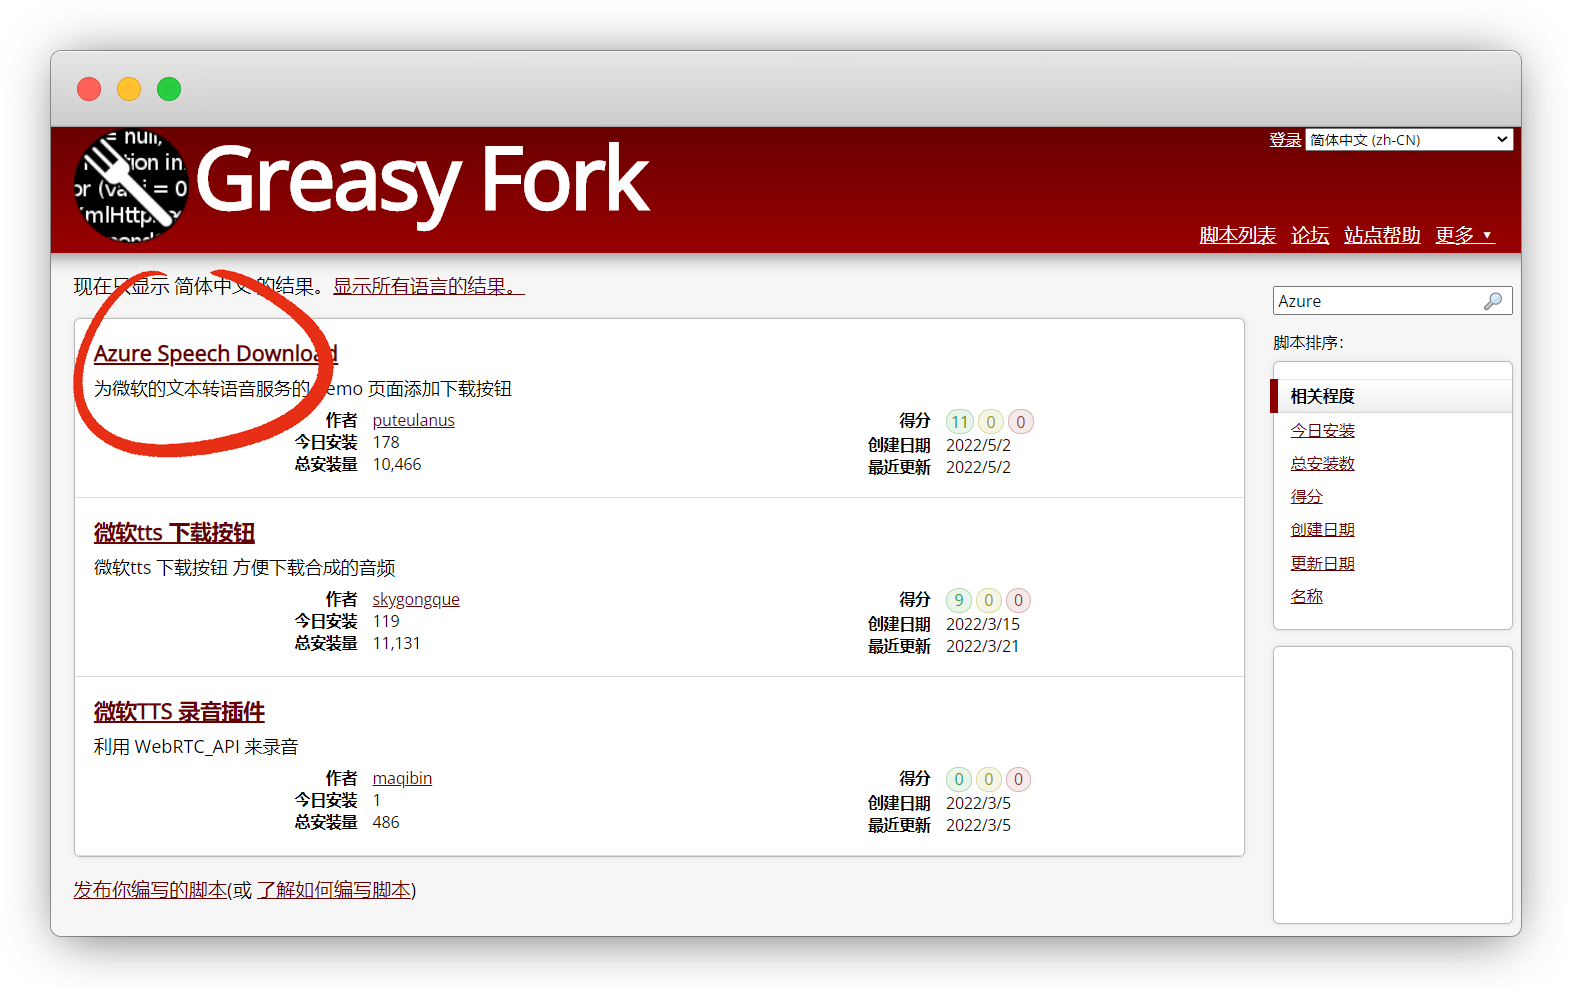 = null,
tion in
or (va i = 0
mlHttp
Greasy Fork
登录 简体中文 (zh-CN)
脚本列表 论坛 站点帮助 更多 ▼
现在只显示 简体中文 的结果。显示所有语言的结果。
Azure Speech Download
为微软的文本转语音服务的 emo 页面添加下载按钮
作者 puteulanus
今日安装 178
总安装量 10,466
得分 11 0 0
创建日期 2022/5/2
最近更新 2022/5/2
微软tts 下载按钮
微软tts 下载按钮 方便下载合成的音频
作者 skygongque
今日安装 119
总安装量 11,131
得分 9 0 0
创建日期 2022/3/15
最近更新 2022/3/21
微软TTS 录音插件
利用 WebRTC_API 来录音
作者 maqibin
今日安装 1
总安装量 486
得分 0 0 0
创建日期 2022/3/5
最近更新 2022/3/5
发布你编写的脚本(或 了解如何编写脚本)
Azure
脚本排序：
相关程度
今日安装
总安装数
得分
创建日期
更新日期
名称